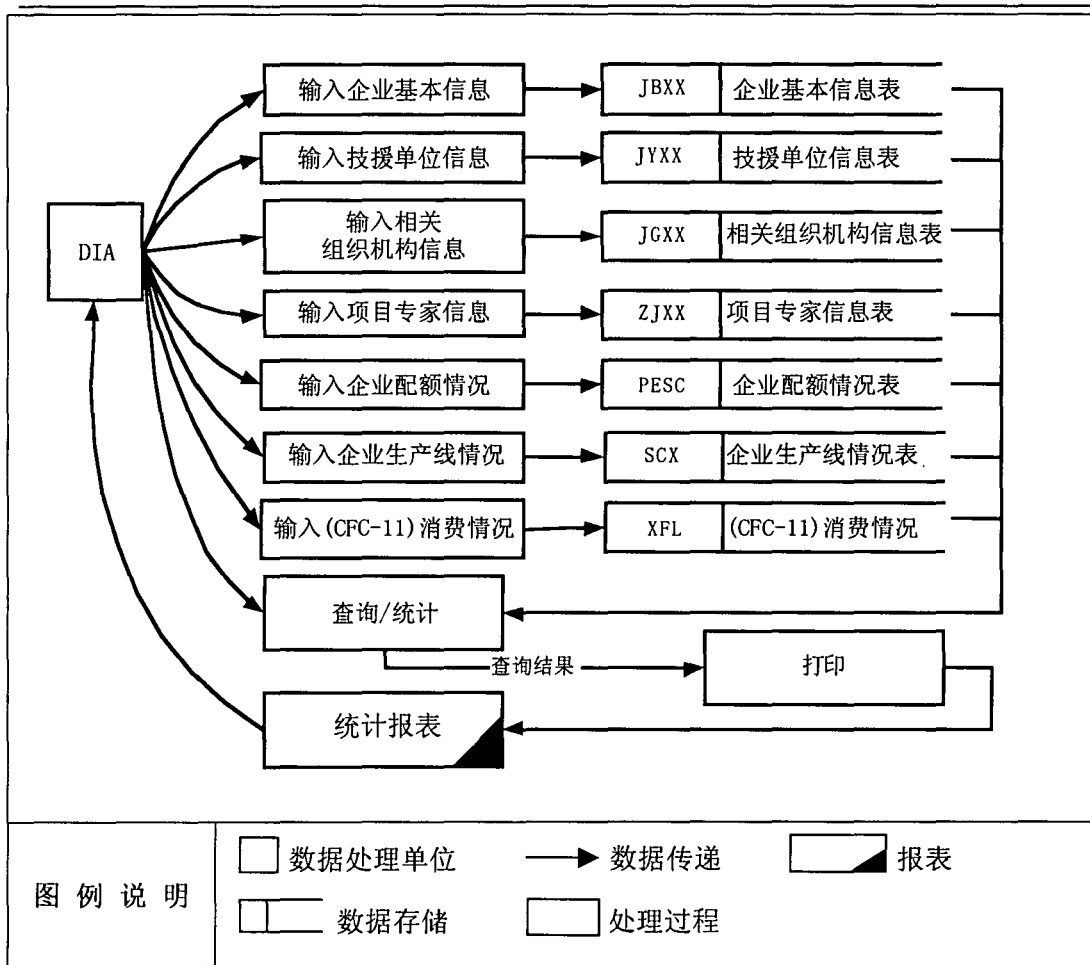 输入企业基本信息 JBXX 企业基本信息表
输入技援单位信息 JYXX 技援单位信息表
DIA
输入相关
组织机构信息 JGXX 相关组织机构信息表
输入项目专家信息 ZJXX 项目专家信息表
输入企业配额情况 PESC 企业配额情况表
输入企业生产线情况 SCX 企业生产线情况表
输入(CFC-11)消费情况 XFL (CFC-11)消费情况
查询/统计
查询结果 打印
统计报表
图例说明
数据处理单位 数据传递 报表
数据存储 处理过程